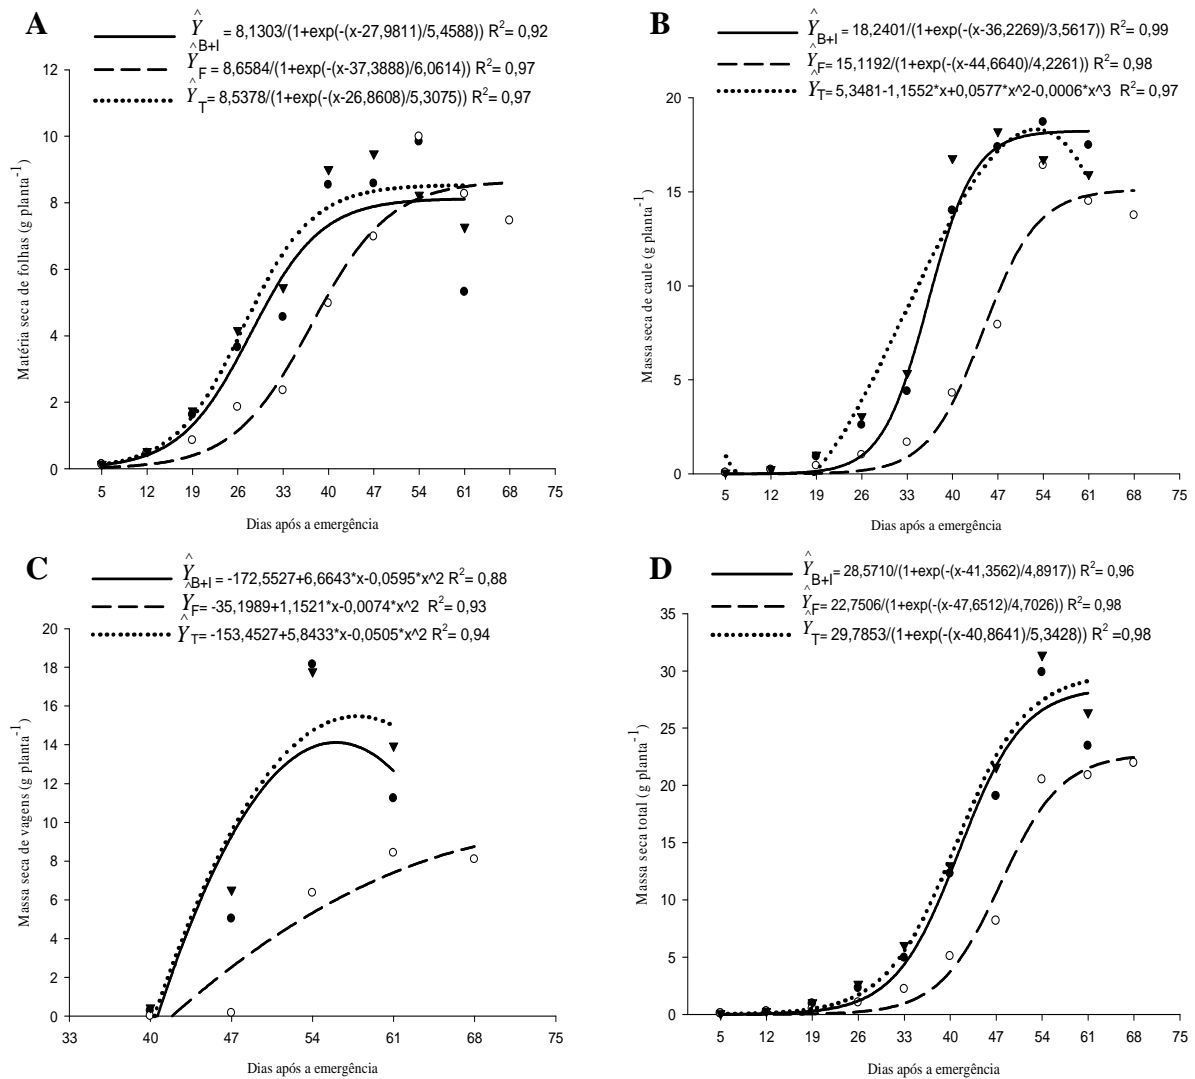 A
Ŷ B+I = 8,1303/(1+exp(-(x-27,9811)/5,4588)) R²= 0,92
Ŷ F = 8,6584/(1+exp(-(x-37,3888)/6,0614)) R²= 0,97
Ŷ T = 8,5378/(1+exp(-(x-26,8608)/5,3075)) R²= 0,97
12
10
8
6
4
2
0
Matéria seca de folhas (g planta⁻¹)
5 12 19 26 33 40 47 54 61 68 75
Dias após a emergência
B
Ŷ B+I = 18,2401/(1+exp(-(x-36,2269)/3,5617)) R²= 0,99
Ŷ F= 15,1192/(1+exp(-(x-44,6640)/4,2261)) R²= 0,98
Ŷ T= 5,3481-1,1552*x+0,0577*x^2-0,0006*x^3 R²= 0,97
20
15
10
5
0
Massa seca de caule (g planta⁻¹)
5 12 19 26 33 40 47 54 61 68 75
Dias após a emergência
C
Ŷ B+I = -172,5527+6,6643*x-0,0595*x^2 R²= 0,88
Ŷ F= -35,1989+1,1521*x-0,0074*x^2 R²= 0,93
Ŷ T= -153,4527+5,8433*x-0,0505*x^2 R²= 0,94
20
18
16
14
12
10
8
6
4
2
0
Massa seca de vagens (g planta⁻¹)
33 40 47 54 61 68 75
Dias após a emergência
D
Ŷ B+I = 28,5710/(1+exp(-(x-41,3562)/4,8917)) R²= 0,96
Ŷ F= 22,7506/(1+exp(-(x-47,6512)/4,7026)) R²= 0,98
Ŷ T= 29,7853/(1+exp(-(x-40,8641)/5,3428)) R² =0,98
35
30
25
20
15
10
5
0
Massa seca total (g planta⁻¹)
5 12 19 26 33 40 47 54 61 68 75
Dias após a emergência